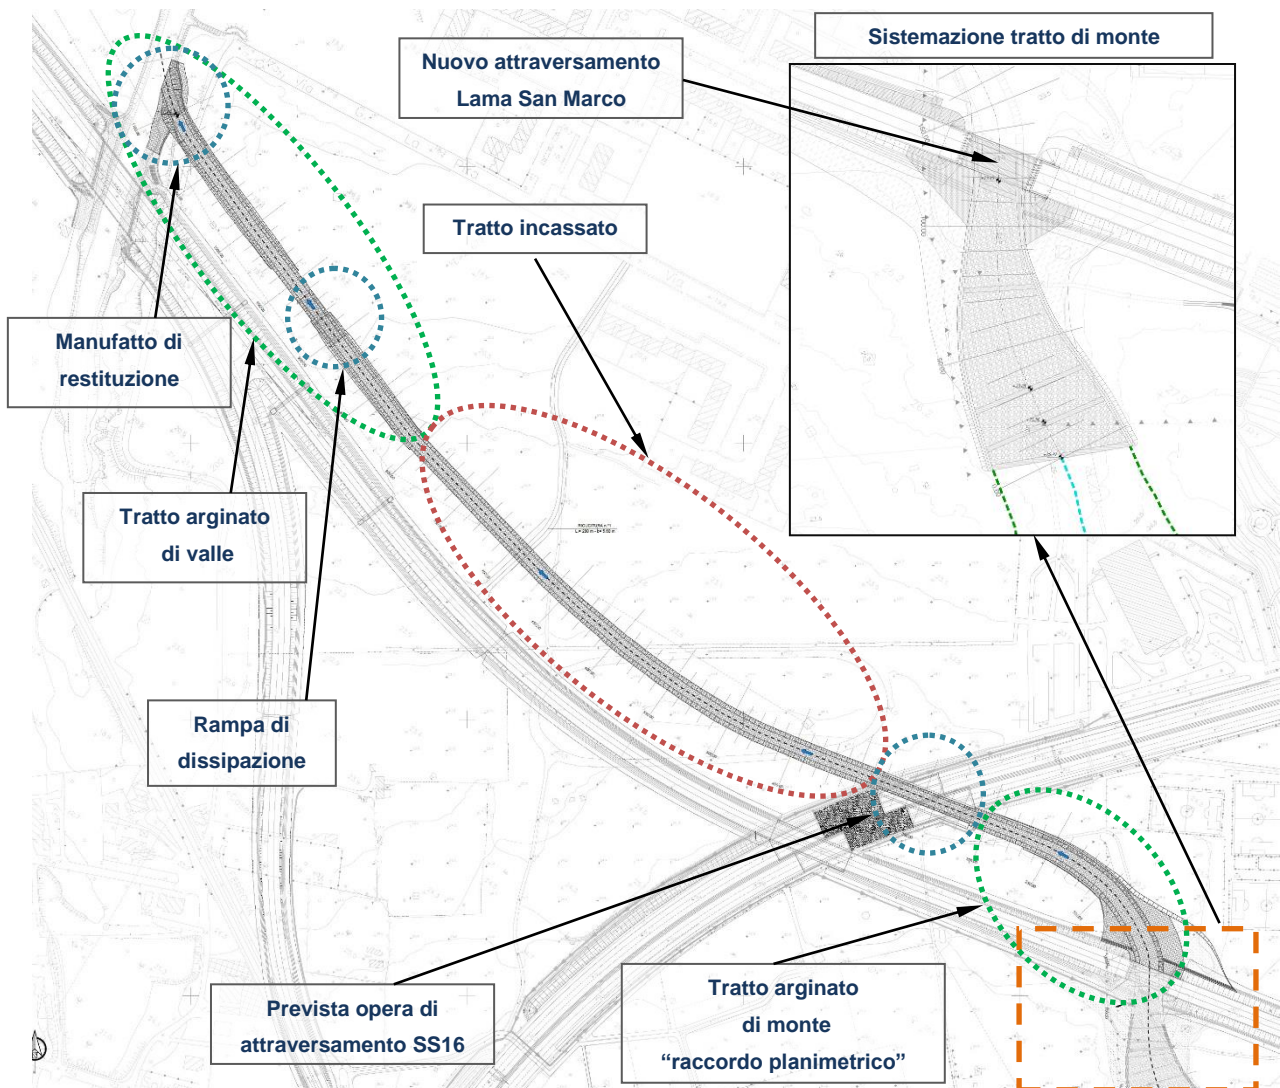 Sistemazione tratto di monte
Nuovo attraversamento
Lama San Marco
Tratto incassato
Manufatto di
restituzione
Tratto arginato
di valle
Rampa di
dissipazione
Prevista opera di
attraversamento SS16
Tratto arginato
di monte
“raccordo planimetrico”